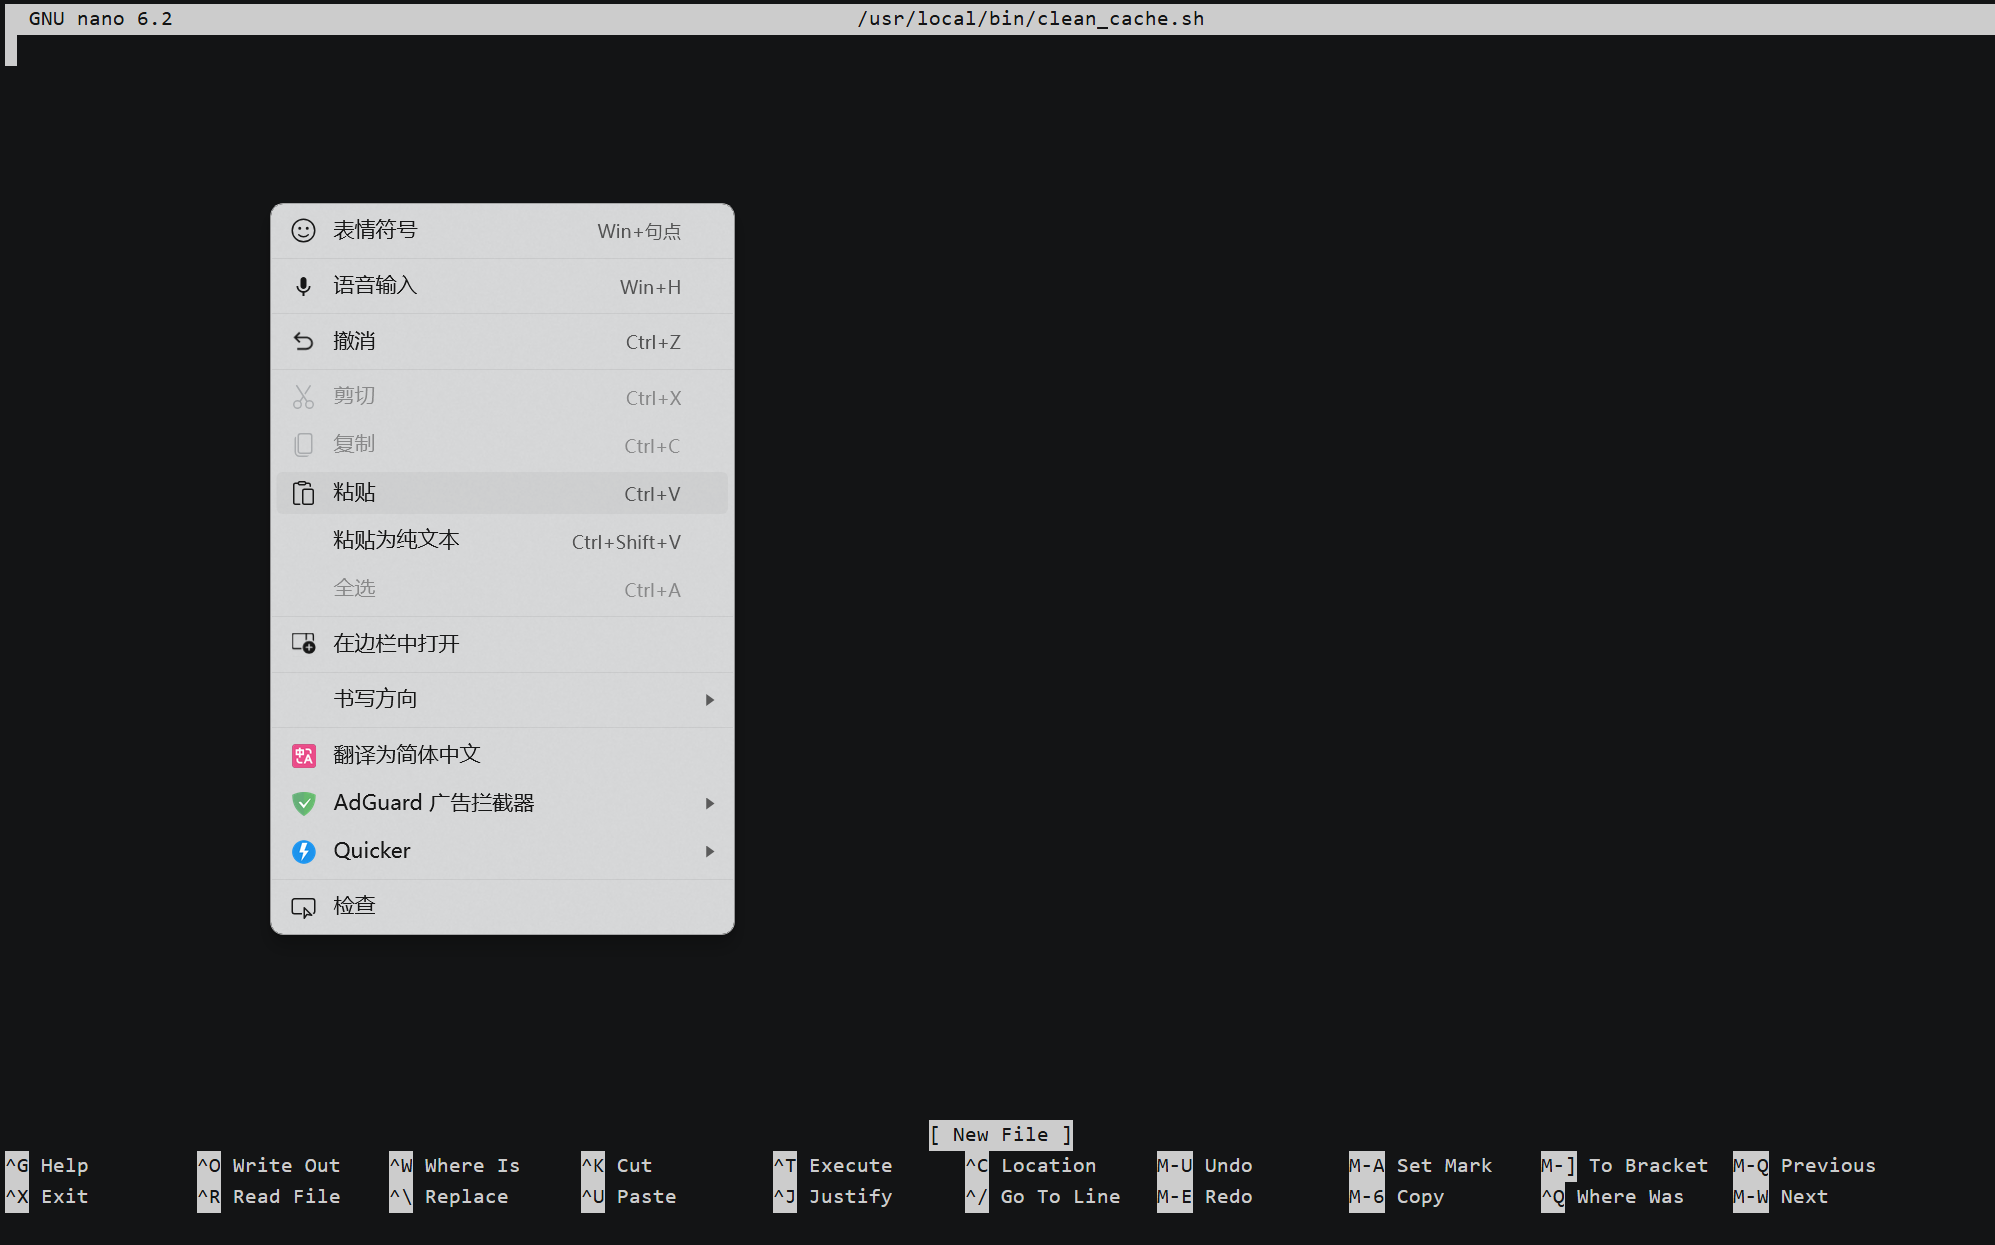 GNU nano 6.2 /usr/local/bin/clean_cache.sh
表情符号 Win+句点
语音输入 Win+H
撤消 Ctrl+Z
剪切 Ctrl+X
复制 Ctrl+C
粘贴 Ctrl+V
粘贴为纯文本 Ctrl+Shift+V
全选 Ctrl+A
在边栏中打开
书写方向
翻译为简体中文
AdGuard 广告拦截器
Quicker
检查
[ New File ]
^G Help ^O Write Out ^W Where Is ^K Cut ^T Execute ^C Location M-U Undo M-A Set Mark M-] To Bracket M-Q Previous
^X Exit ^R Read File ^\ Replace ^U Paste ^J Justify ^/ Go To Line M-E Redo M-6 Copy ^Q Where Was M-W Next